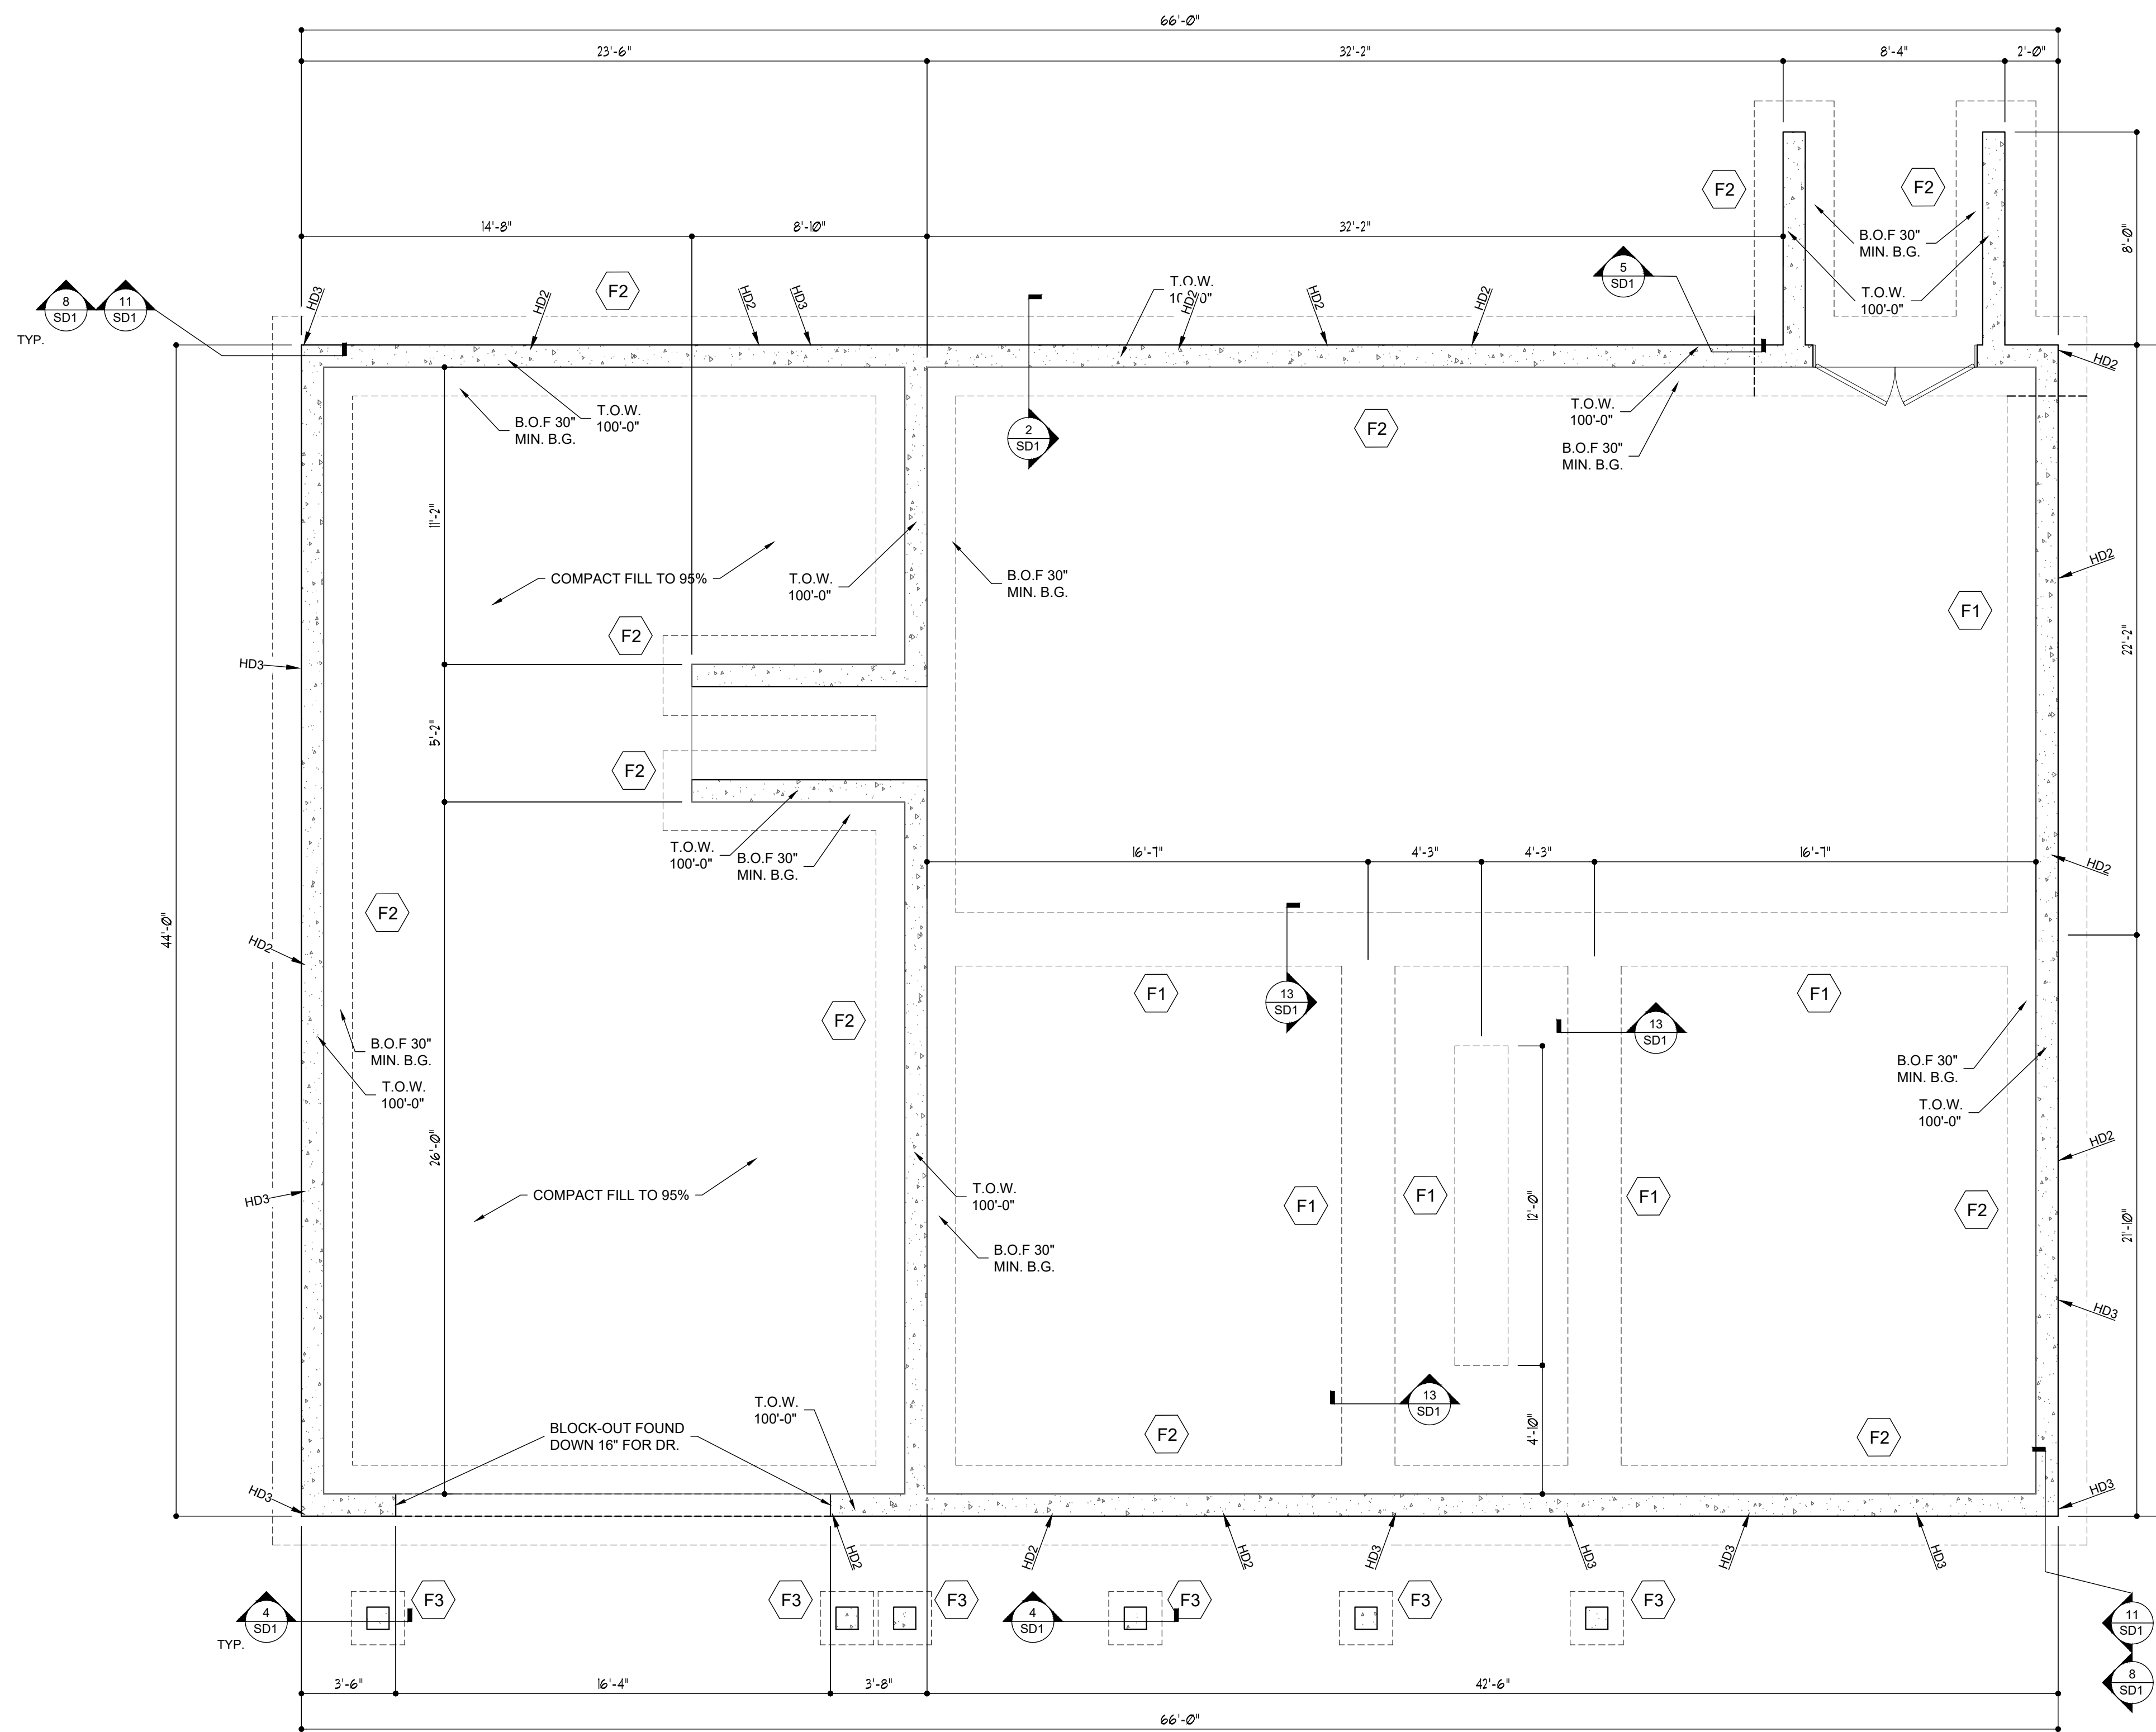 66'-0"
23'-6"
32'-2"
8'-4"
2'-0"
F2
F2
8'-0"
14'-8"
8'-10"
32'-2"
B.O.F 30"
MIN. B.G.
5
SD1
F2
T.O.W.
100'-0"
T.O.W.
HD2
8
SD1
11
SD1
TYP.
HD3
HD2
HD2
HD3
HD2
HD2
HD2
T.O.W.
100'-0"
B.O.F 30"
MIN. B.G.
2
SD1
F2
T.O.W.
100'-0"
B.O.F 30"
MIN. B.G.
11'-2"
HD2
COMPACT FILL TO 95%
T.O.W.
100'-0"
B.O.F 30"
MIN. B.G.
F1
22'-2"
F2
HD3
5'-2"
F2
T.O.W.
100'-0"
B.O.F 30"
MIN. B.G.
16'-7"
4'-3"
4'-3"
16'-7"
HD2
44'-0"
F2
HD2
F1
13
SD1
F1
F2
13
SD1
B.O.F 30"
MIN. B.G.
T.O.W.
100'-0"
B.O.F 30"
MIN. B.G.
T.O.W.
100'-0"
26'-0"
HD2
COMPACT FILL TO 95%
HD3
T.O.W.
100'-0"
F1
F1
12'-0"
F1
F2
21'-10"
B.O.F 30"
MIN. B.G.
HD3
T.O.W.
100'-0"
13
SD1
BLOCK-OUT FOUND
DOWN 16" FOR DR.
F2
4'-10"
F2
HD3
HD3
HD2
HD2
HD2
HD3
HD3
HD3
HD3
4
SD1
TYP.
F3
F3
F3
4
SD1
F3
F3
F3
11
SD1
8
SD1
3'-6"
16'-4"
3'-8"
42'-6"
66'-0"